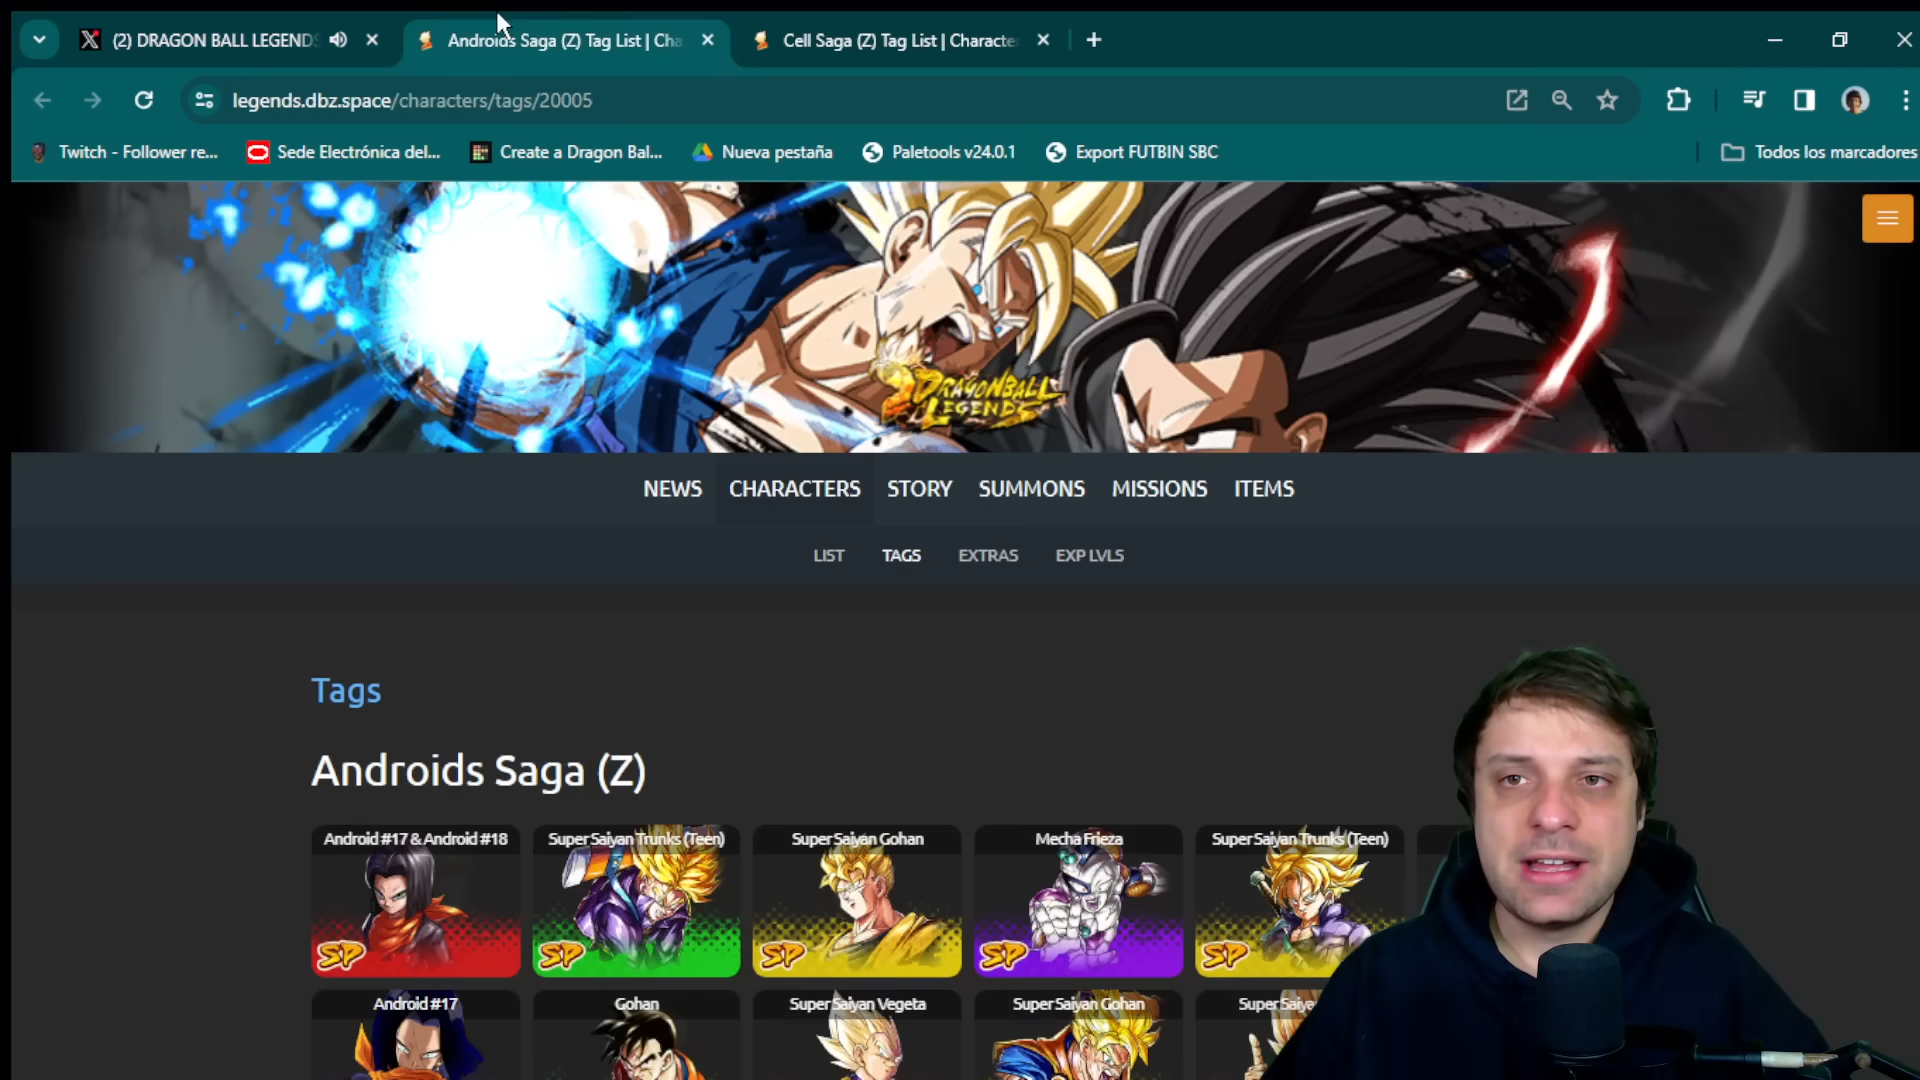 (2) DRAGON BALL LEGENDS
Androids Saga (Z) Tag List | Cha
Cell Saga (Z) Tag List | Characte
legends.dbz.space/characters/tags/20005
Twitch - Follower re...
Sede Electrónica del...
Create a Dragon Bal...
Nueva pestaña
Paletools v24.0.1
Export FUTBIN SBC
Todos los marcadores
DRAGONBALL
LEGENDS
NEWS
CHARACTERS
STORY
SUMMONS
MISSIONS
ITEMS
LIST
TAGS
EXTRAS
EXP LVLS
Tags
Androids Saga (Z)
Android #17 & Android #18
Super Saiyan Trunks (Teen)
Super Saiyan Gohan
Mecha Frieza
Super Saiyan Trunks (Teen)
SP
SP
SP
SP
SP
Android #17
Gohan
Super Saiyan Vegeta
Super Saiyan Gohan
Super Saiya